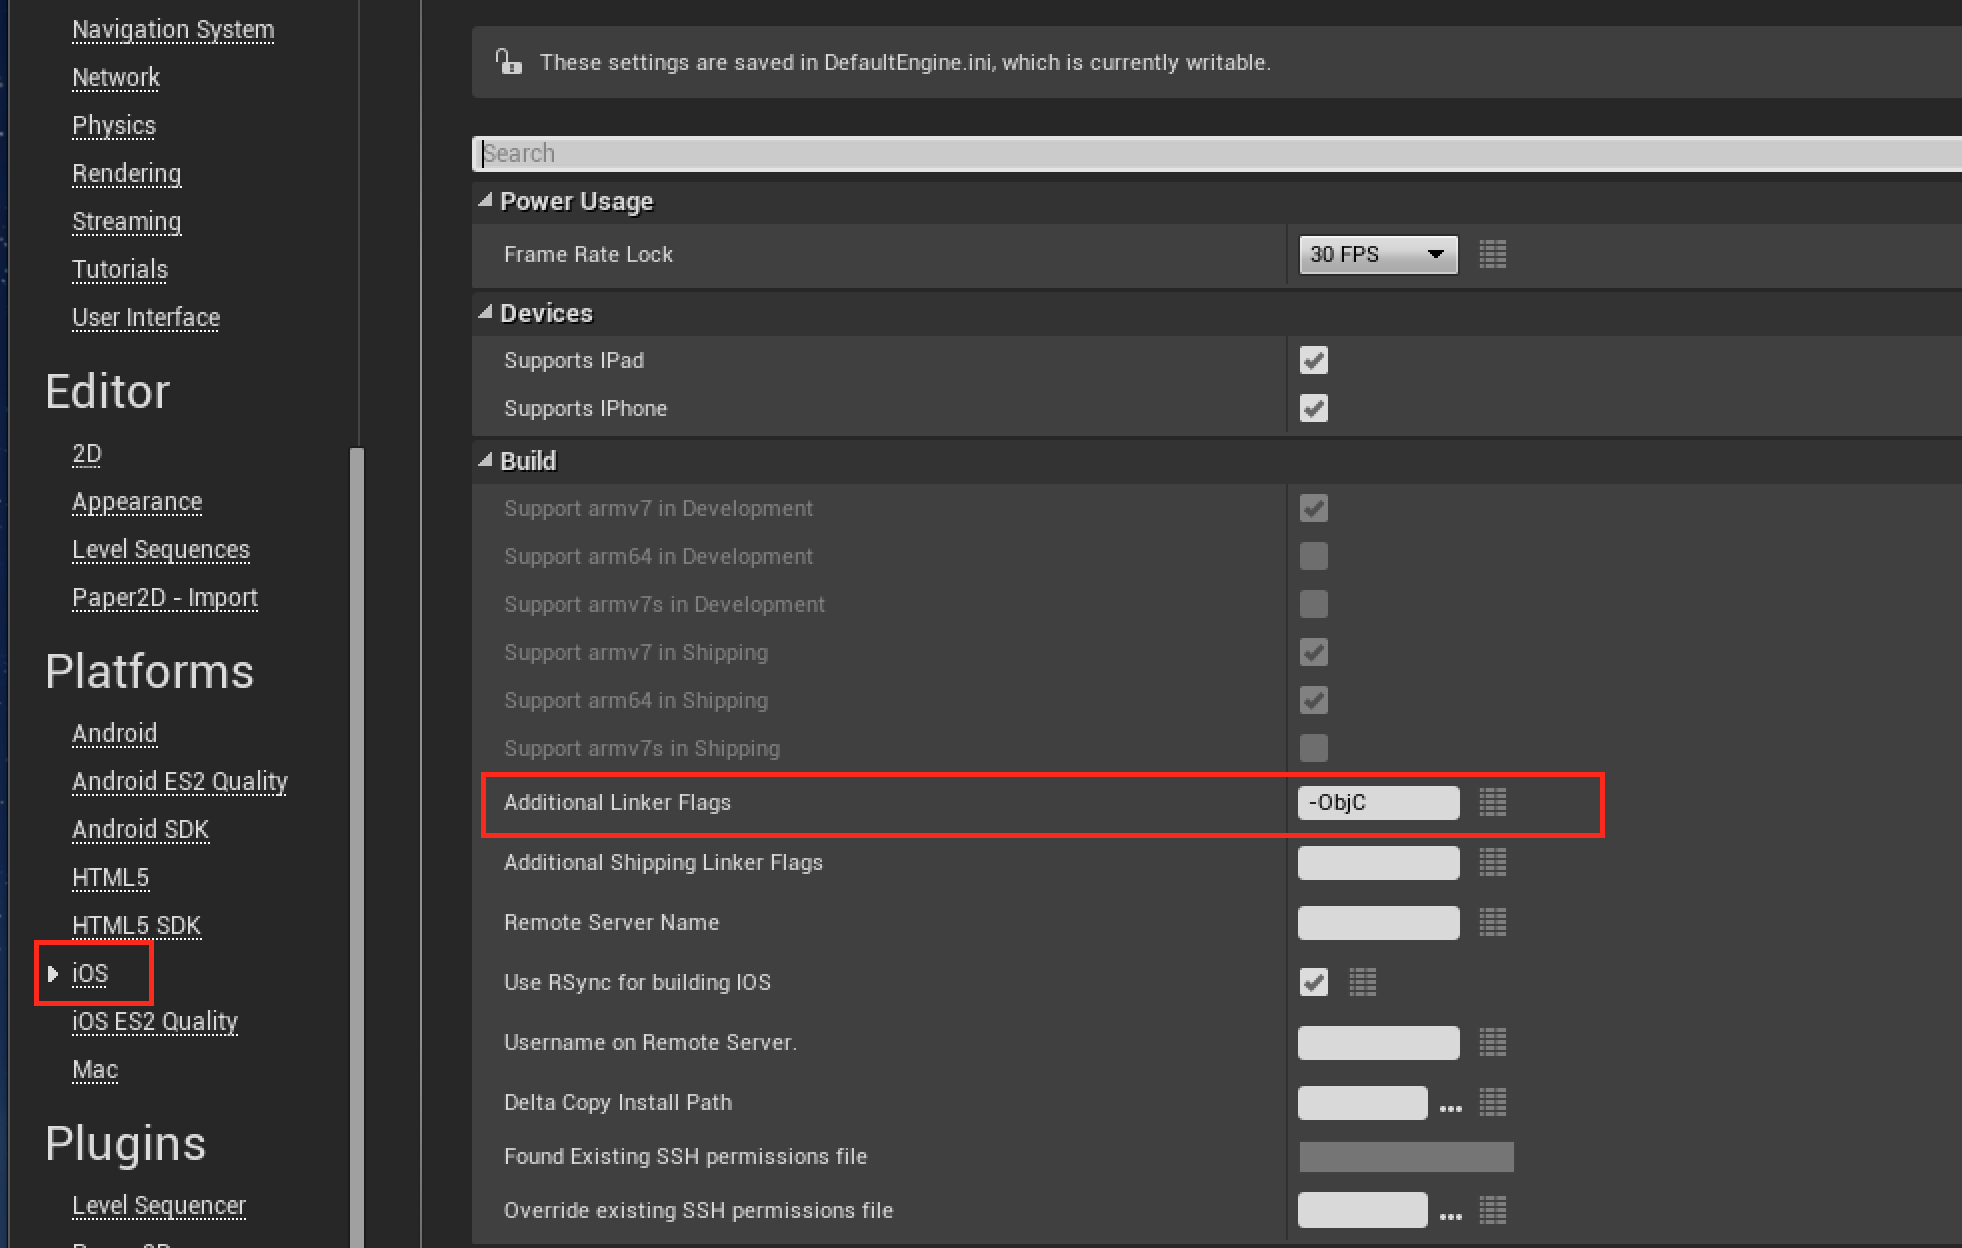 Navigation System
Network
Physics
Rendering
Streaming
Tutorials
User Interface
Editor
2D
Appearance
Level Sequences
Paper2D - Import
Platforms
Android
Android ES2 Quality
Android SDK
HTML5
HTML5 SDK
iOS
iOS ES2 Quality
Mac
Plugins
Level Sequencer
These settings are saved in DefaultEngine.ini, which is currently writable.
Search
Power Usage
Frame Rate Lock 30 FPS
Devices
Supports IPad
Supports IPhone
Build
Support armv7 in Development
Support arm64 in Development
Support armv7s in Development
Support armv7 in Shipping
Support arm64 in Shipping
Support armv7s in Shipping
Additional Linker Flags -ObjC
Additional Shipping Linker Flags
Remote Server Name
Use RSync for building IOS
Username on Remote Server.
Delta Copy Install Path ...
Found Existing SSH permissions file
Override existing SSH permissions file ...